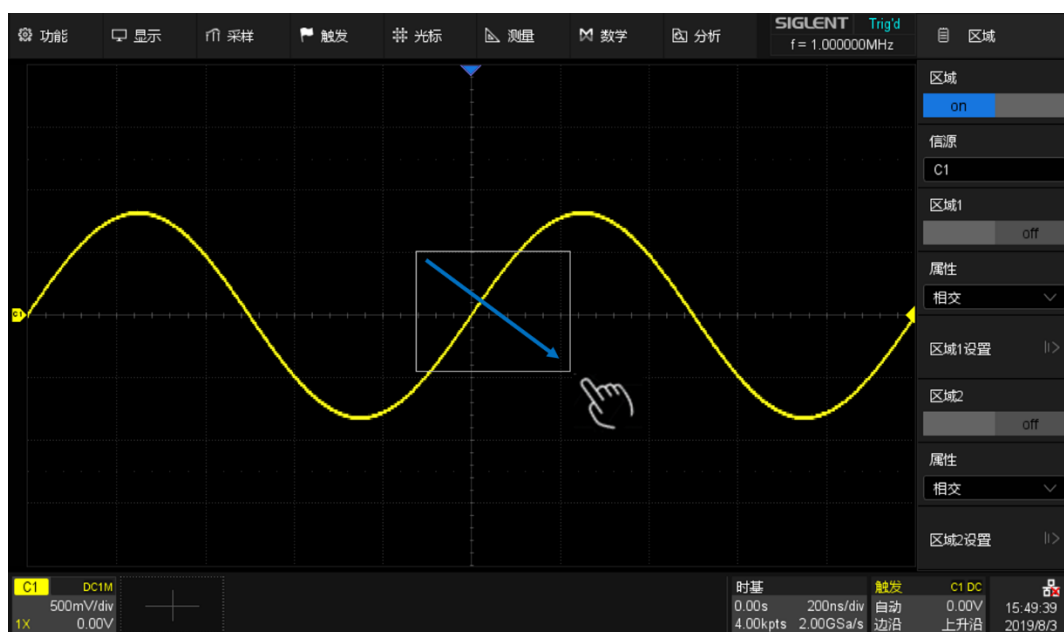 功能 显示 采样 触发 光标 测量 数学 分析
SIGLENT Trig'd
f = 1.000000MHz
区域
区域
on
信源
C1
区域1
off
属性
相交
区域1设置
区域2
off
属性
相交
区域2设置
C1
C1 DC1M
500mV/div
1X 0.00V
时基
0.00s 200ns/div
4.00kpts 2.00GSa/s
触发 C1 DC
自动 0.00V
边沿 上升沿
15:49:39
2019/8/3